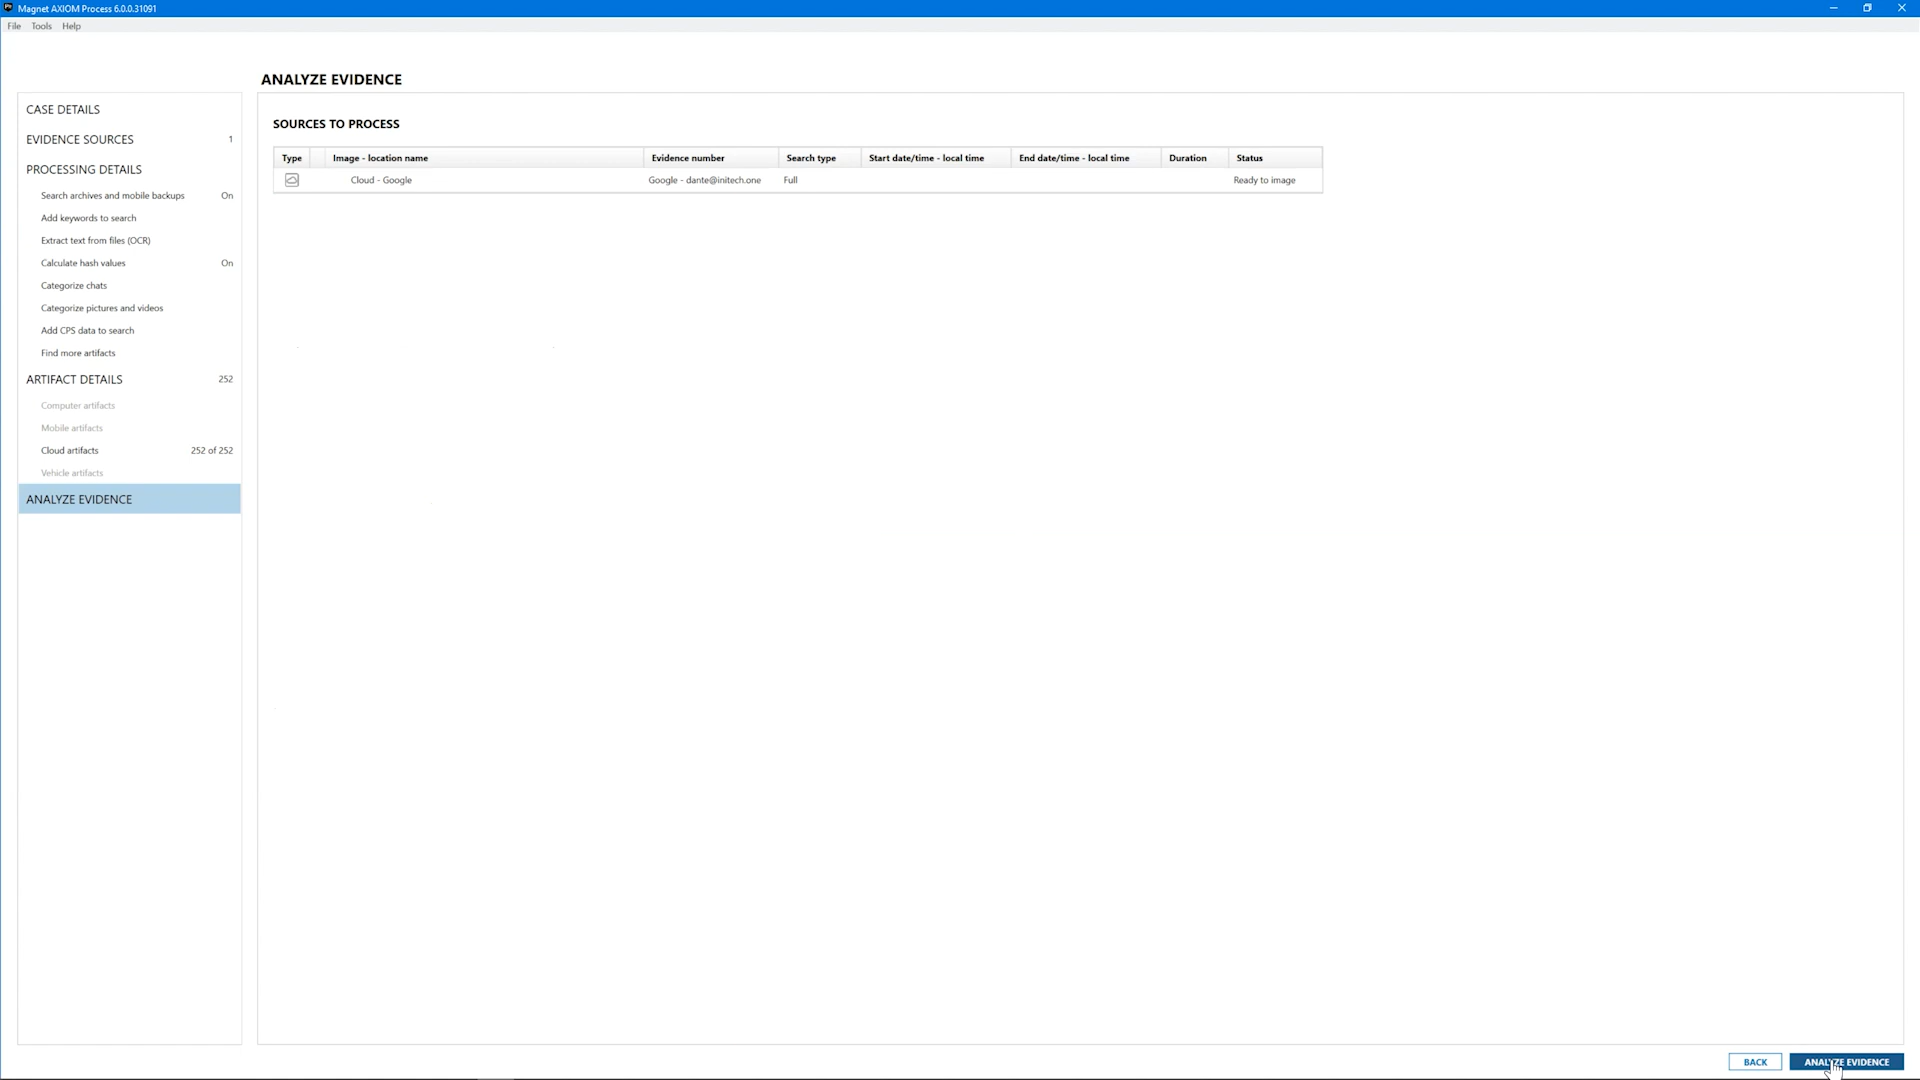 Magnet AXIOM Process 6.0.0.31091
File Tools Help
ANALYZE EVIDENCE
CASE DETAILS
EVIDENCE SOURCES 1
PROCESSING DETAILS
Search archives and mobile backups On
Add keywords to search
Extract text from files (OCR)
Calculate hash values On
Categorize chats
Categorize pictures and videos
Add CPS data to search
Find more artifacts
ARTIFACT DETAILS 252
Computer artifacts
Mobile artifacts
Cloud artifacts 252 of 252
Vehicle artifacts
ANALYZE EVIDENCE
SOURCES TO PROCESS
Type Image - location name Evidence number Search type Start date/time - local time End date/time - local time Duration Status
Cloud - Google Google - dante@initech.one Full Ready to image
BACK ANALYZE EVIDENCE